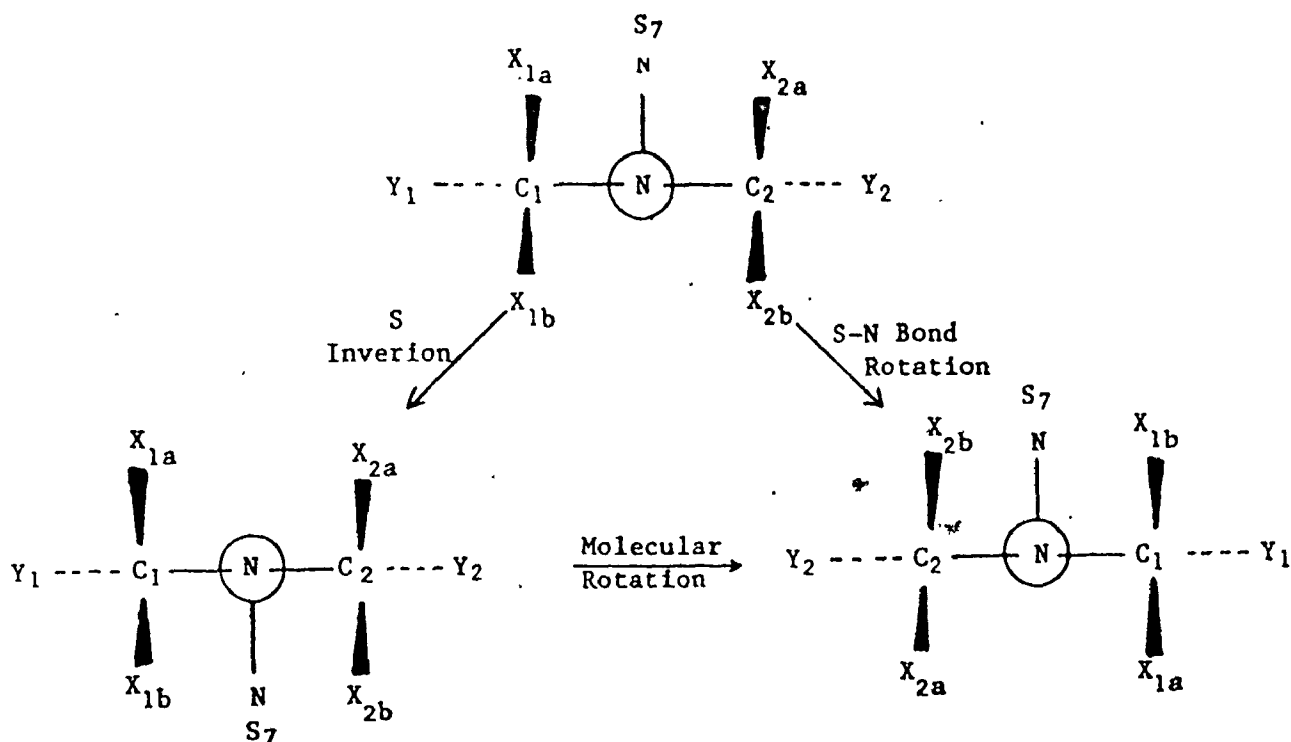 S7
X1a N X2a
Y1 C1 N C2 Y2
X1b X2b
S
Inverion
S-N Bond
Rotation
S7
X1a X2a X2b N X1b
Y1 C1 N C2 Y2
Molecular
Rotation
Y2 C2 N C1 Y1
X1b N X2b X2a X1a
S7